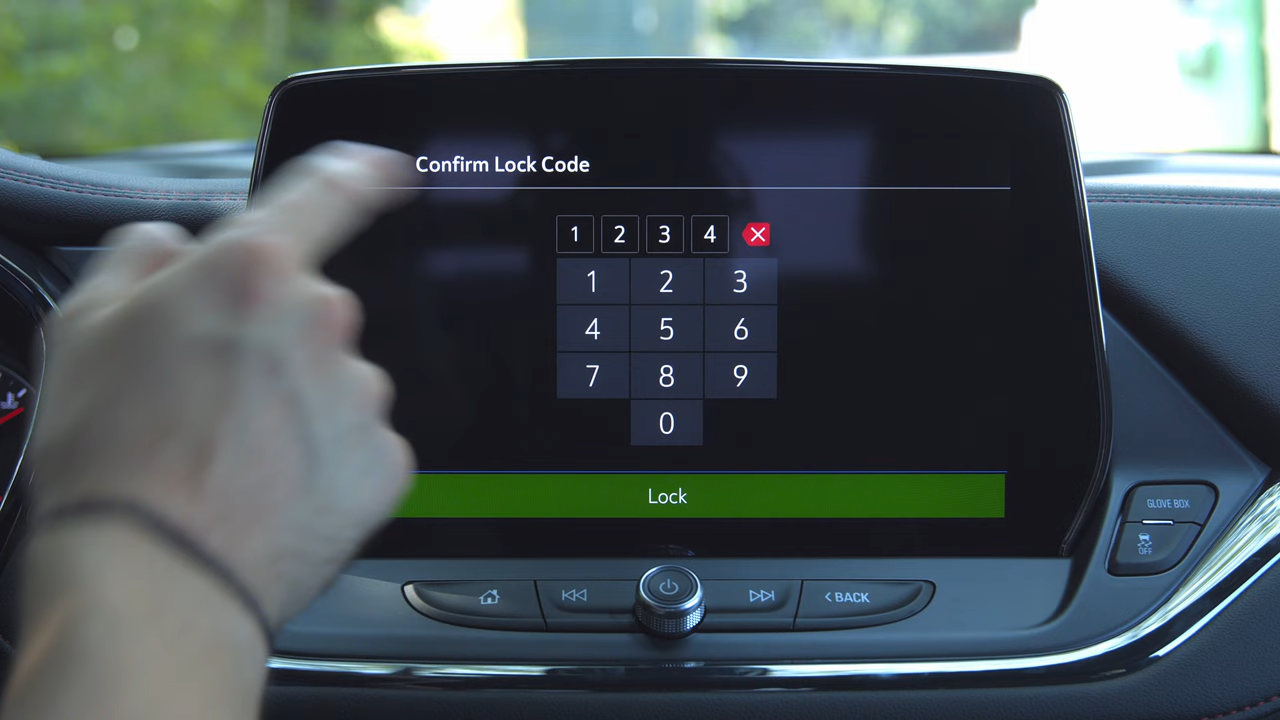 Confirm Lock Code
1 2 3 4
1 2 3
4 5 6
7 8 9
0
Lock
GLOVE BOX
OFF
BACK